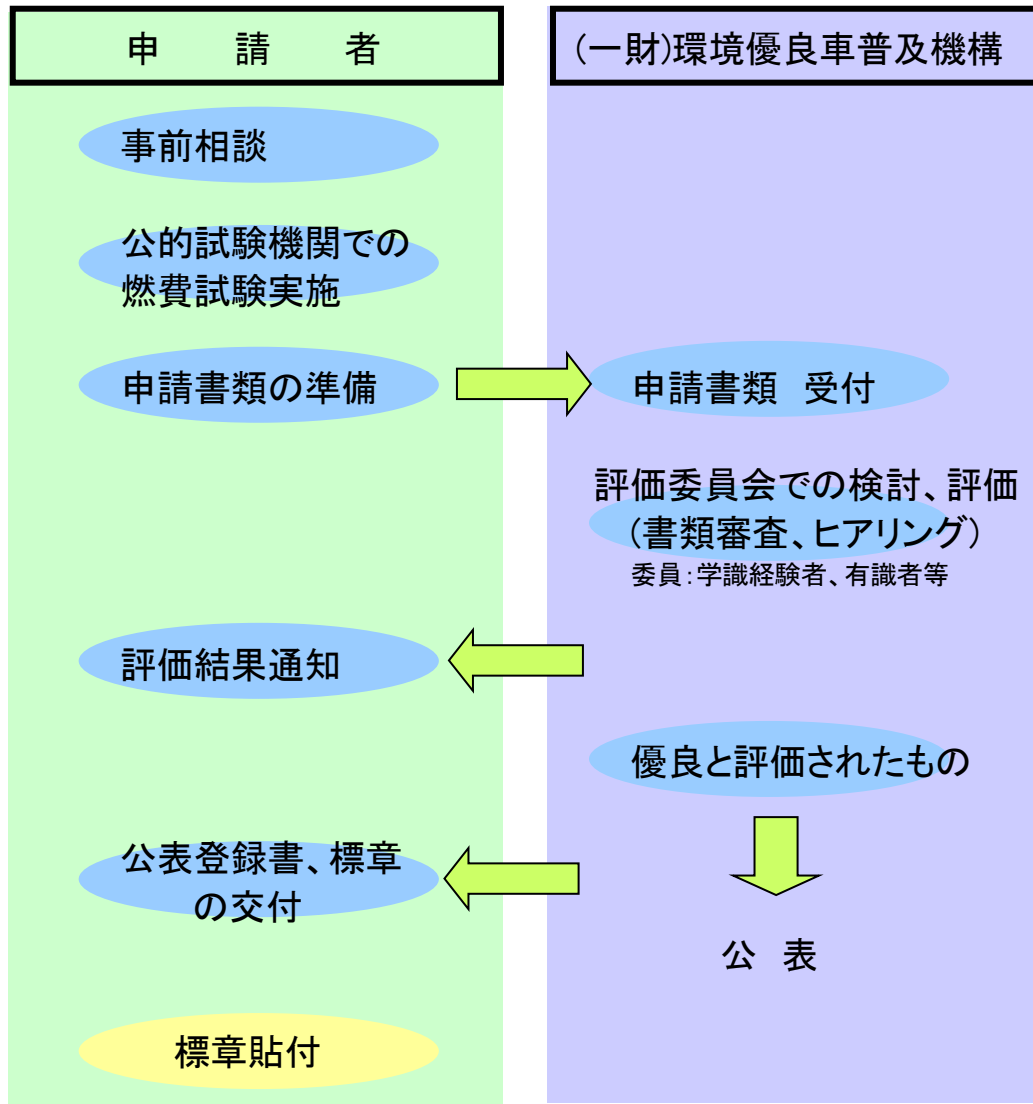 申　請　者
(一財)環境優良車普及機構
事前相談
公的試験機関での
燃費試験実施
申請書類の準備
申請書類　受付
評価委員会での検討、評価
(書類審査、ヒアリング)
委員:学識経験者、有識者等
評価結果通知
優良と評価されたもの
公表登録書、標章
の交付
公　表
標章貼付